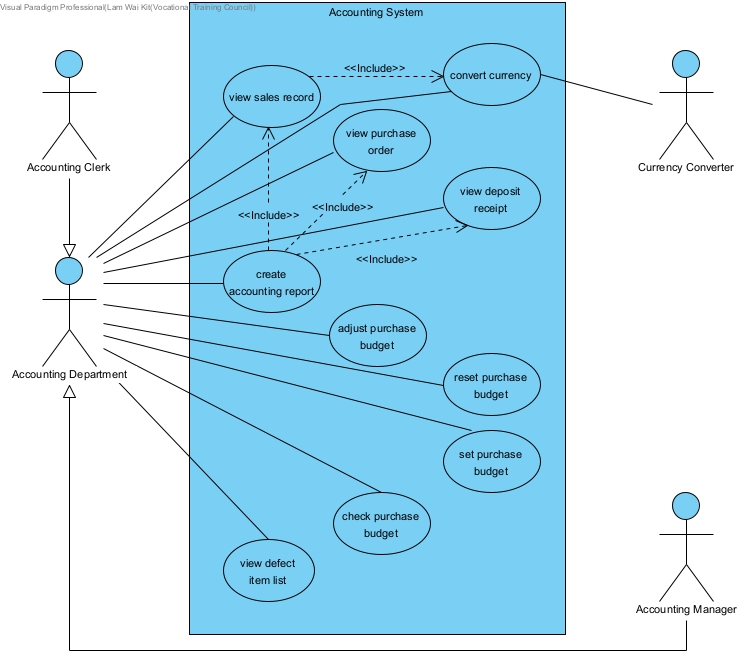 Visual Paradigm Professional(Lam Wai Kit(Vocational Training Council))
Accounting System
<<Include>>
convert currency
view sales record
view purchase
order
Accounting Clerk
Currency Converter
view deposit
receipt
<<Include>>
<<Include>>
<<Include>>
create
accounting report
adjust purchase
budget
Accounting Department
reset purchase
budget
set purchase
budget
check purchase
budget
view defect
item list
Accounting Manager